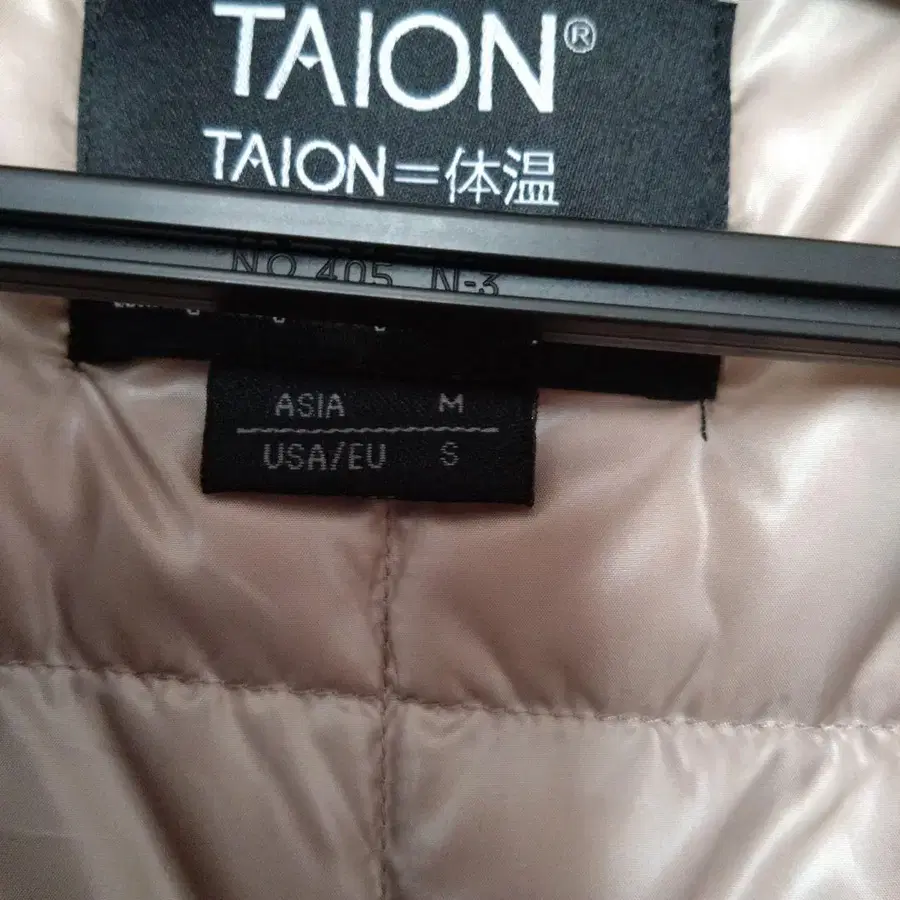 TAION®
TAION=体温
NO 405 N-3
ASIA M
USA/EU S